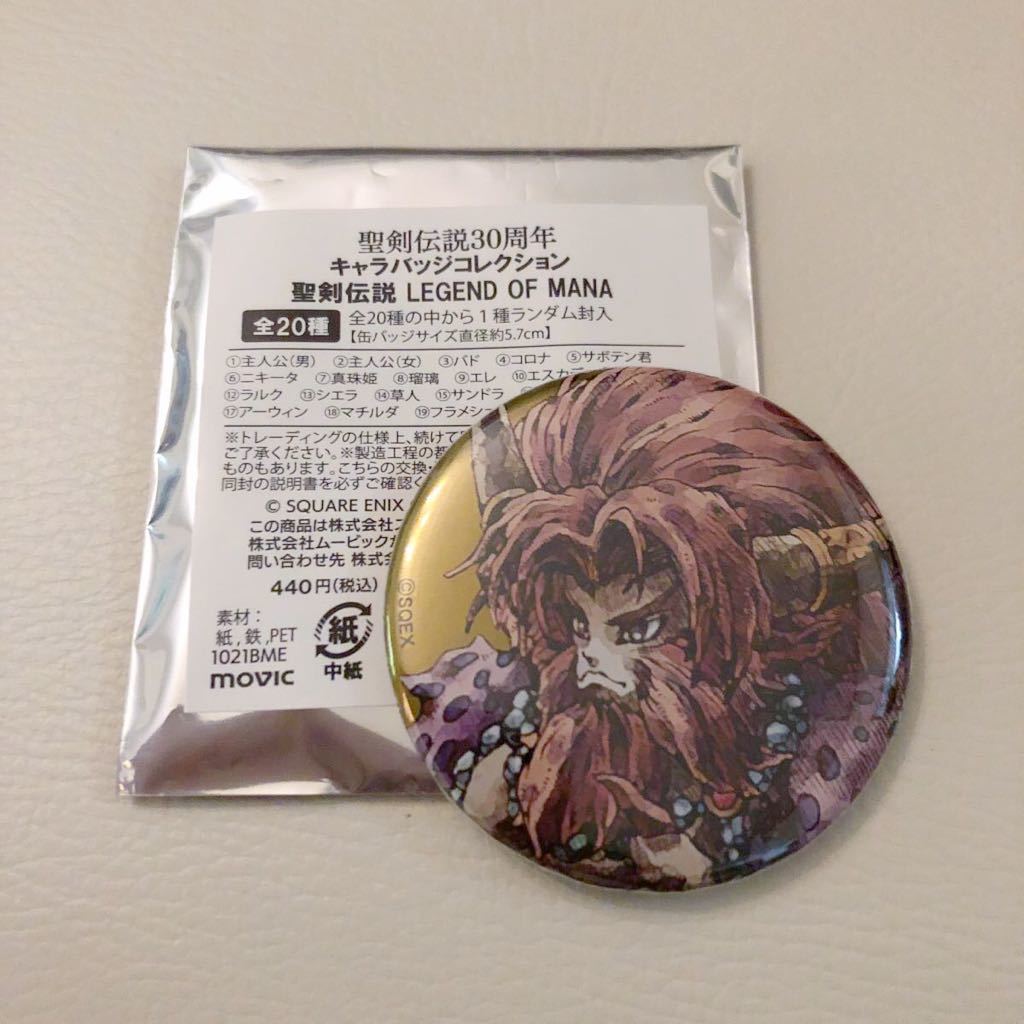 聖剣伝説30周年
キャラバッジコレクション
聖剣伝説 LEGEND OF MANA
全20種
全20種の中から1種ランダム封入
【缶バッジサイズ直径約5.7cm】
①主人公(男) ②主人公(女) ③バド ④コロナ ⑤サボテン君
⑥ニキータ ⑦真珠姫 ⑧瑠璃 ⑨エレ ⑩エスカデ
⑫ラルク ⑬シエラ ⑭草人 ⑮サンドラ
⑰アーウィン ⑱マチルダ ⑲フラメシェ
※トレーディングの仕様上、続けて
ご了承ください。※製造工程の都
ものもあります。こちらの交換・
同封の説明書を必ずご確認く
© SQUARE ENIX
この商品は株式会社ス
株式会社ムービックが
問い合わせ先 株式会
440円(税込)
素材:
紙,鉄,PET
1021BME
movic
紙
中紙
©SQEX